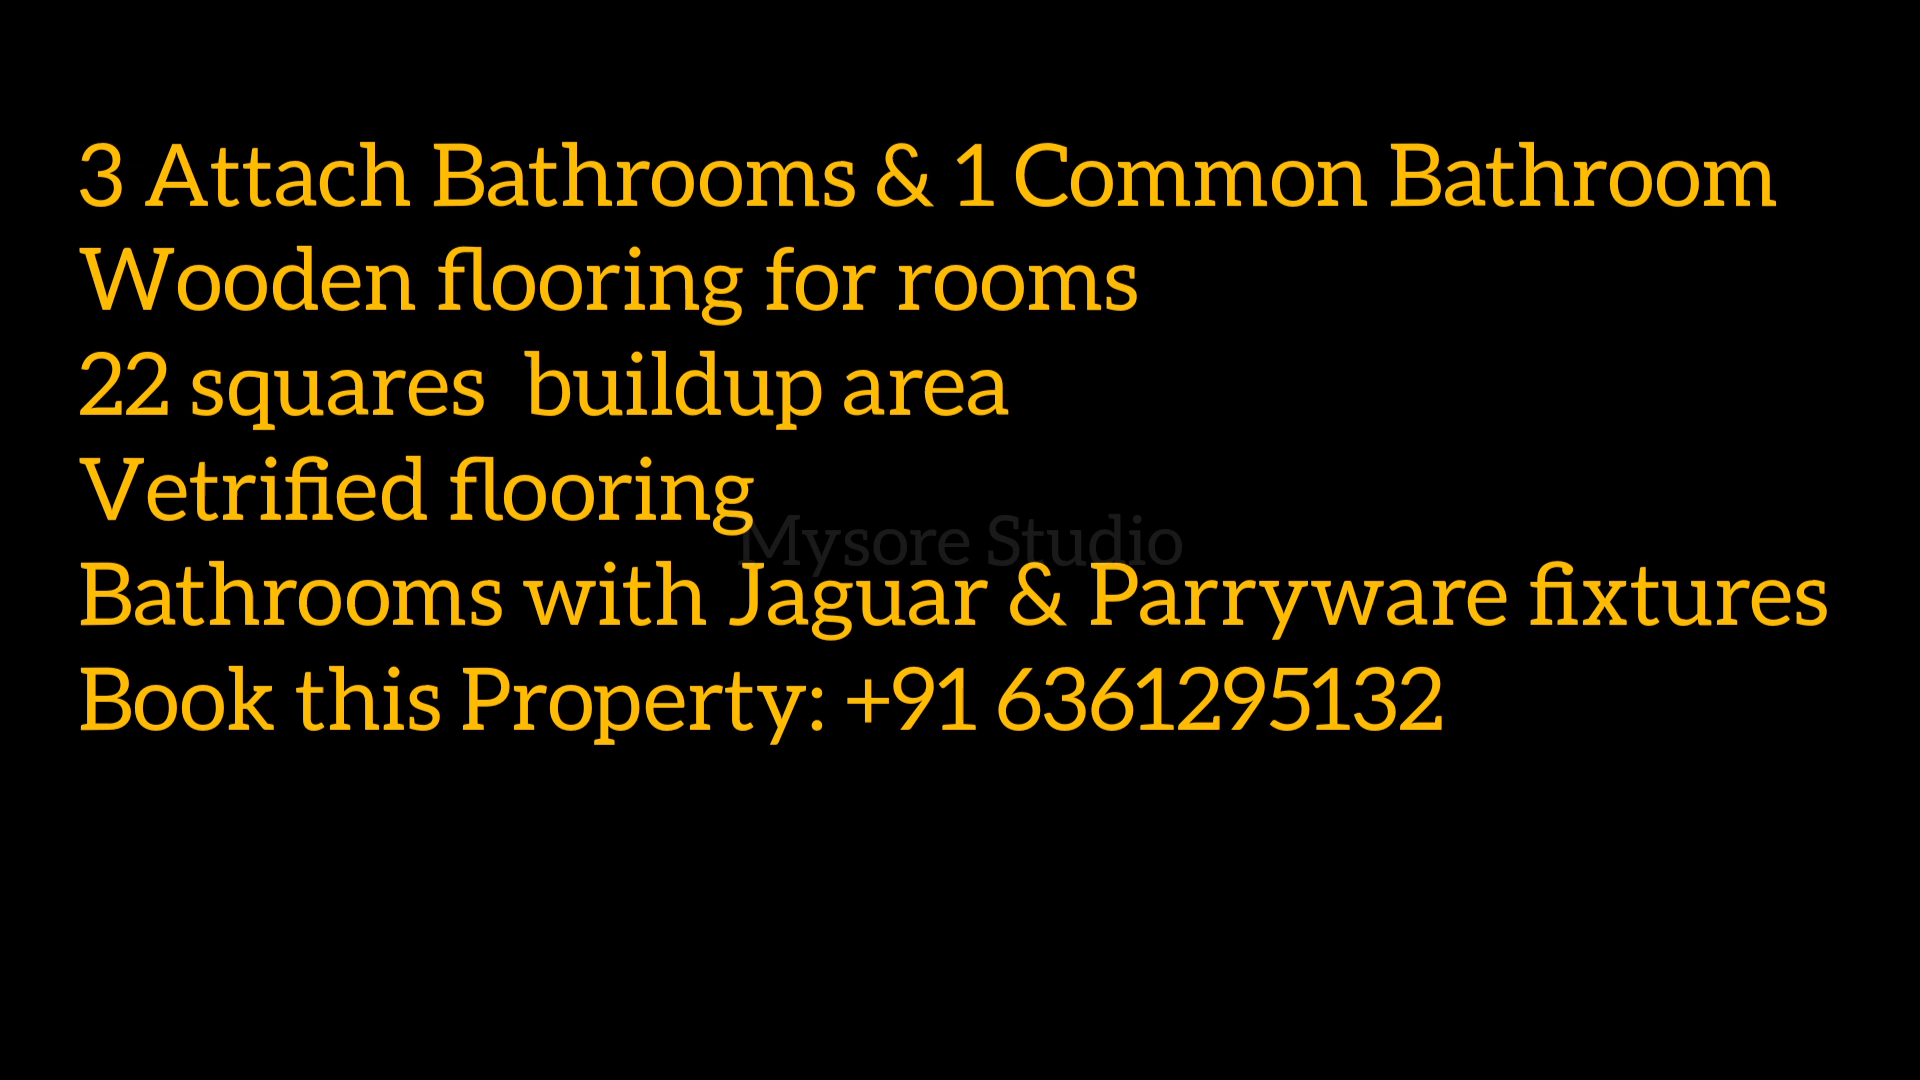 3 Attach Bathrooms & 1 Common Bathroom
Wooden flooring for rooms
22 squares  buildup area
Vetrified flooring
Mysore Studio
Bathrooms with Jaguar & Parryware fixtures
Book this Property: +91 6361295132